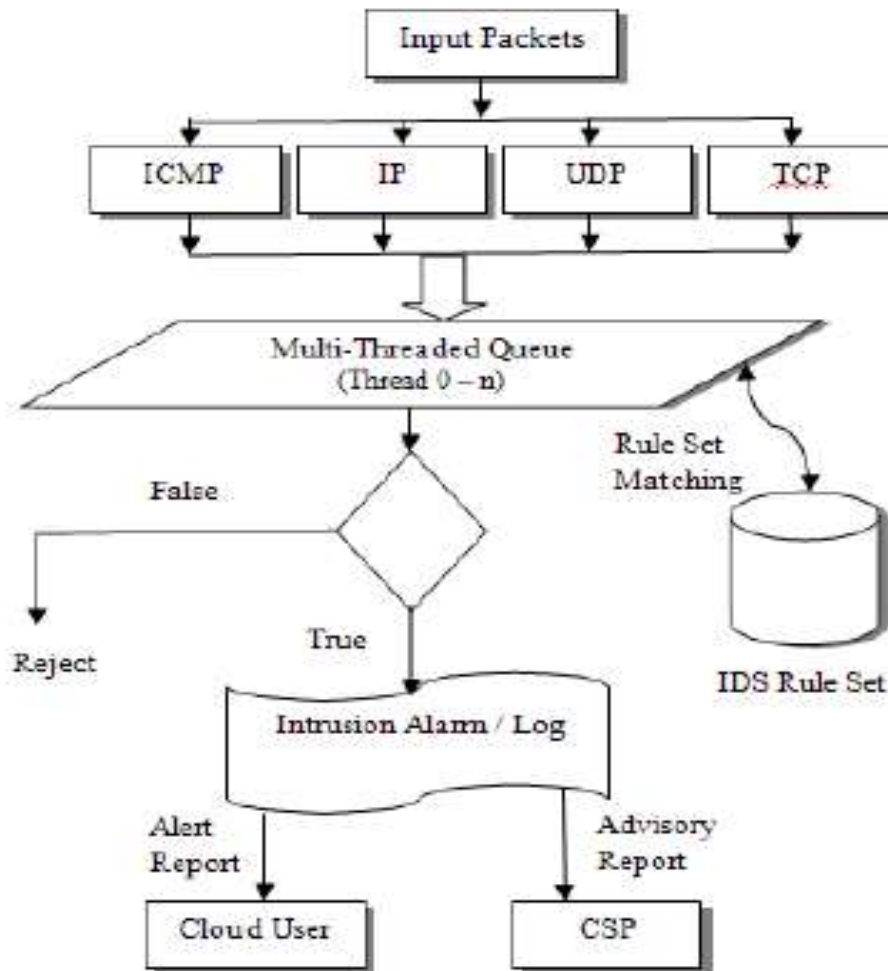 Input Packets
ICMP
IP
UDP
TCP
Multi-Threaded Queue
(Thread 0 – n)
Rule Set
Matching
False
True
Reject
IDS Rule Set
Intrusion Alarm / Log
Alert
Report
Advisory
Report
Cloud User
CSP